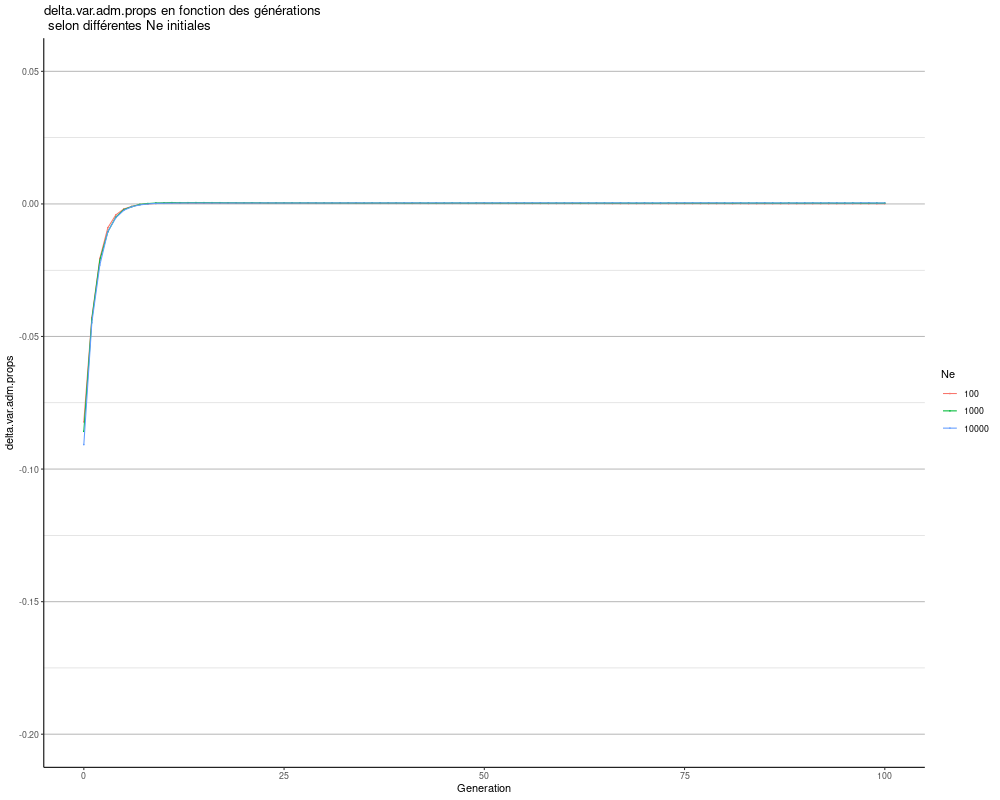 delta.var.adm.props en fonction des générations
selon différentes Ne initiales
0.05
0.00
-0.05
-0.10
-0.15
-0.20
delta.var.adm.props
0
25
50
75
100
Generation
Ne
100
1000
10000